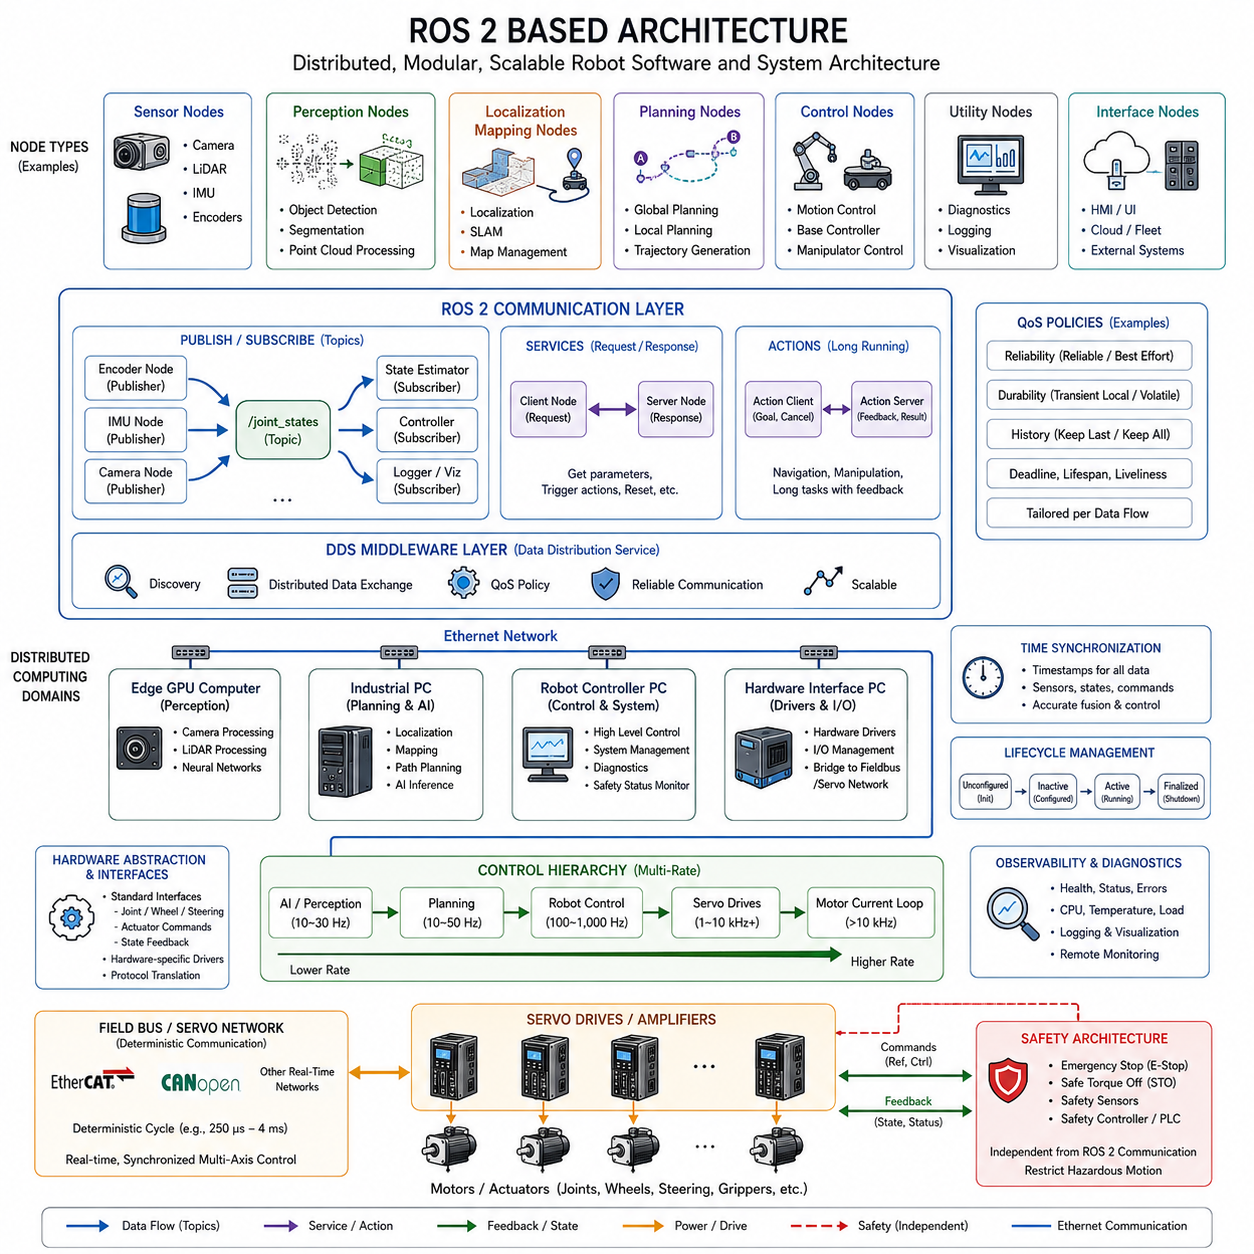 ROS 2 BASED ARCHITECTURE
Distributed, Modular, Scalable Robot Software and System Architecture
NODE TYPES
(Examples)
Sensor Nodes
• Camera
• LiDAR
• IMU
• Encoders
Perception Nodes
• Object Detection
• Segmentation
• Point Cloud Processing
Localization
Mapping Nodes
• Localization
• SLAM
• Map Management
Planning Nodes
A
B
• Global Planning
• Local Planning
• Trajectory Generation
Control Nodes
• Motion Control
• Base Controller
• Manipulator Control
Utility Nodes
• Diagnostics
• Logging
• Visualization
Interface Nodes
• HMI / UI
• Cloud / Fleet
• External Systems
ROS 2 COMMUNICATION LAYER
PUBLISH / SUBSCRIBE (Topics)
Encoder Node
(Publisher)
IMU Node
(Publisher)
Camera Node
(Publisher)
/joint_states
(Topic)
...
State Estimator
(Subscriber)
Controller
(Subscriber)
Logger / Viz
(Subscriber)
SERVICES (Request / Response)
Client Node
(Request)
Server Node
(Response)
Get parameters,
Trigger actions, Reset, etc.
ACTIONS (Long Running)
Action Client
(Goal, Cancel)
Action Server
(Feedback, Result)
Navigation, Manipulation,
Long tasks with feedback
DDS MIDDLEWARE LAYER (Data Distribution Service)
Discovery
Distributed Data Exchange
QoS Policy
Reliable Communication
Scalable
QoS POLICIES (Examples)
Reliability (Reliable / Best Effort)
Durability (Transient Local / Volatile)
History (Keep Last / Keep All)
Deadline, Lifespan, Liveliness
Tailored per Data Flow
DISTRIBUTED
COMPUTING
DOMAINS
Ethernet Network
Edge GPU Computer
(Perception)
• Camera Processing
• LiDAR Processing
• Neural Networks
Industrial PC
(Planning & AI)
• Localization
• Mapping
• Path Planning
• AI Inference
Robot Controller PC
(Control & System)
• High Level Control
• System Management
• Diagnostics
• Safety Status Monitor
Hardware Interface PC
(Drivers & I/O)
• Hardware Drivers
• I/O Management
• Bridge to Fieldbus
/Servo Network
TIME SYNCHRONIZATION
• Timestamps for all data
• Sensors, states, commands
• Accurate fusion & control
LIFECYCLE MANAGEMENT
Unconfigured
(Init)
Inactive
(Configured)
Active
(Running)
Finalized
(Shutdown)
HARDWARE ABSTRACTION
& INTERFACES
• Standard Interfaces
- Joint / Wheel / Steering
- Actuator Commands
- State Feedback
• Hardware-specific Drivers
• Protocol Translation
CONTROL HIERARCHY (Multi-Rate)
AI / Perception
(10~30 Hz)
Planning
(10~50 Hz)
Robot Control
(100~1,000 Hz)
Servo Drives
(1~10 kHz+)
Motor Current Loop
(>10 kHz)
Lower Rate
Higher Rate
OBSERVABILITY & DIAGNOSTICS
• Health, Status, Errors
• CPU, Temperature, Load
• Logging & Visualization
• Remote Monitoring
FIELD BUS / SERVO NETWORK
(Deterministic Communication)
EtherCAT
CANopen
Other Real-Time
Networks
Deterministic Cycle (e.g., 250 µs – 4 ms)
Real-time, Synchronized Multi-Axis Control
SERVO DRIVES / AMPLIFIERS
...
...
Motors / Actuators (Joints, Wheels, Steering, Grippers, etc.)
Commands
(Ref, Ctrl)
Feedback
(State, Status)
SAFETY ARCHITECTURE
• Emergency Stop (E-Stop)
• Safe Torque Off (STO)
• Safety Sensors
• Safety Controller / PLC
Independent from ROS 2 Communication
Restrict Hazardous Motion
Data Flow (Topics)
Service / Action
Feedback / State
Power / Drive
Safety (Independent)
Ethernet Communication